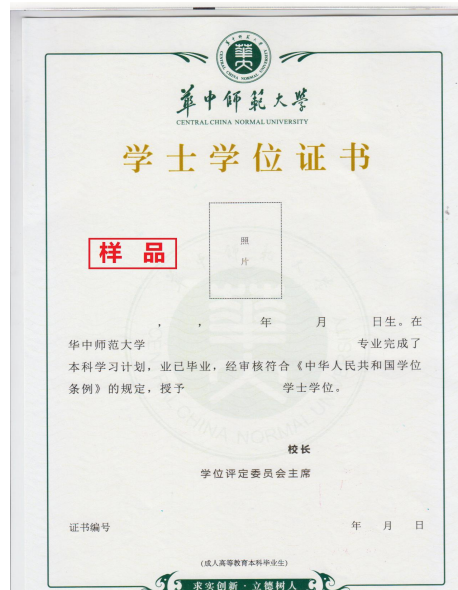 華中師範大學
CENTRAL CHINA NORMAL UNIVERSITY
学士学位证书
照
片
样 品
， ， 年 月 日生。在
华中师范大学 专业完成了
本科学习计划，业已毕业，经审核符合《中华人民共和国学位
条例》的规定，授予 学士学位。
校长
学位评定委员会主席
证书编号 年 月 日
(成人高等教育本科毕业生)
求实创新·立德树人